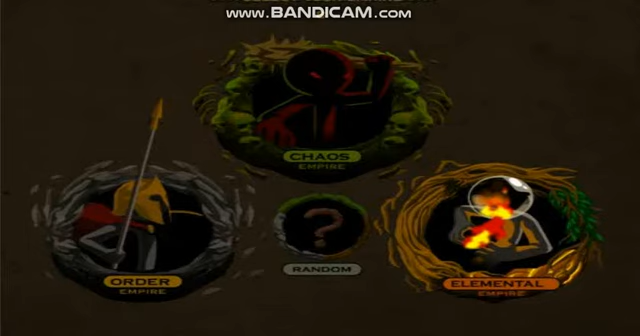 www.BANDICAM.com
CHAOS
EMPIRE
ORDER
EMPIRE
?
RANDOM
ELEMENTAL
EMPIRE